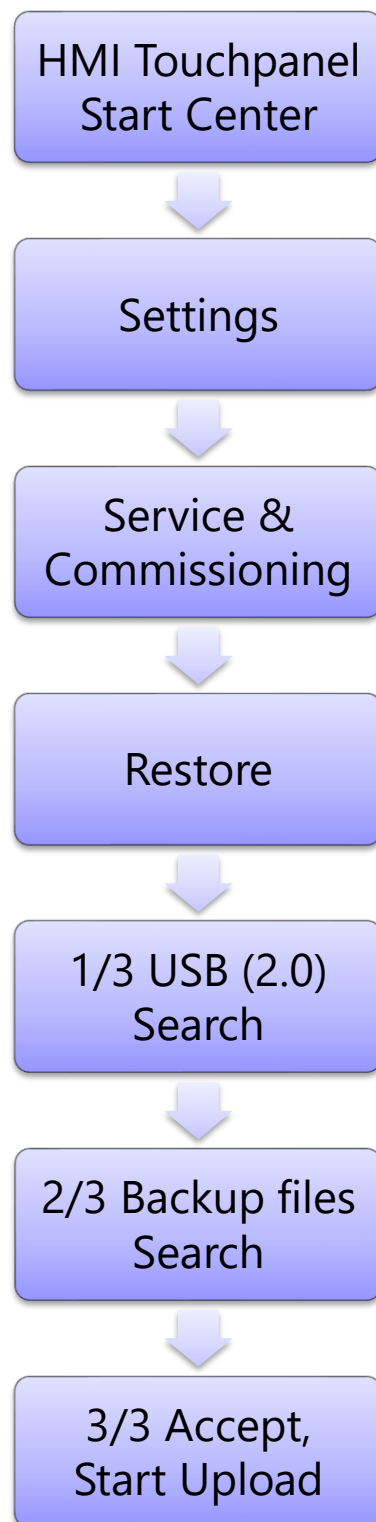 HMI Touchpanel
Start Center
Settings
Service &
Commissioning
Restore
1/3 USB (2.0)
Search
2/3 Backup files
Search
3/3 Accept,
Start Upload